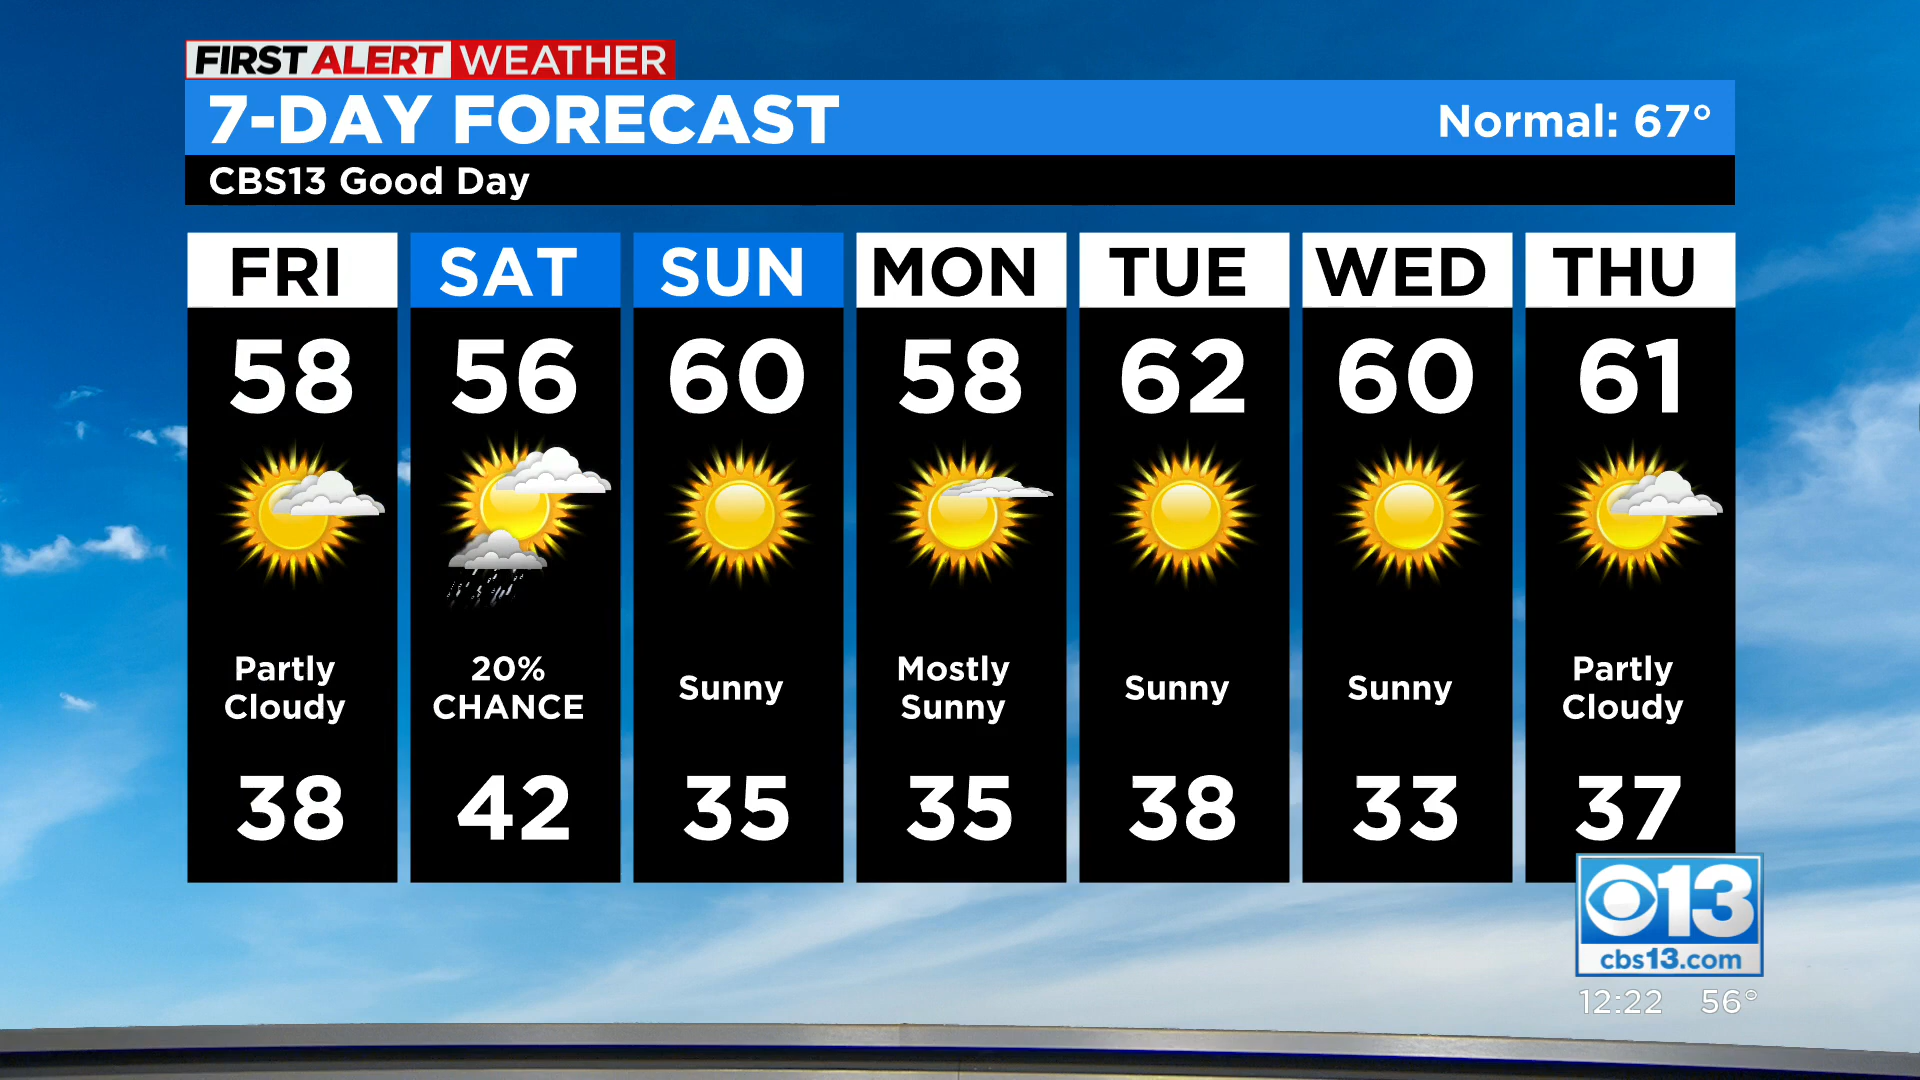 FIRST ALERT WEATHER
7-DAY FORECAST
Normal: 67°
CBS13 Good Day
FRI
58
Partly
Cloudy
38
SAT
56
20%
CHANCE
42
SUN
60
Sunny
35
MON
58
Mostly
Sunny
35
TUE
62
Sunny
38
WED
60
Sunny
33
THU
61
Partly
Cloudy
37
13
cbs13.com
12:22 56°